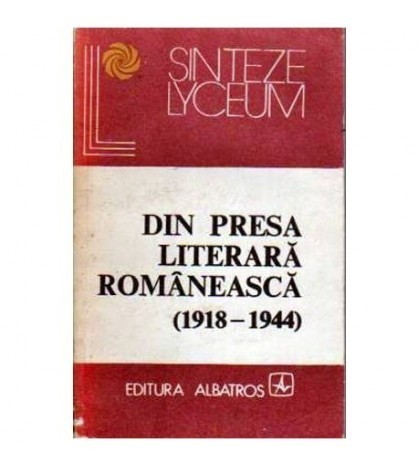 SINTEZE
LYCEUM
DIN PRESA
LITERARĂ
ROMÂNEASCĂ
(1918 – 1944)
EDITURA ALBATROS